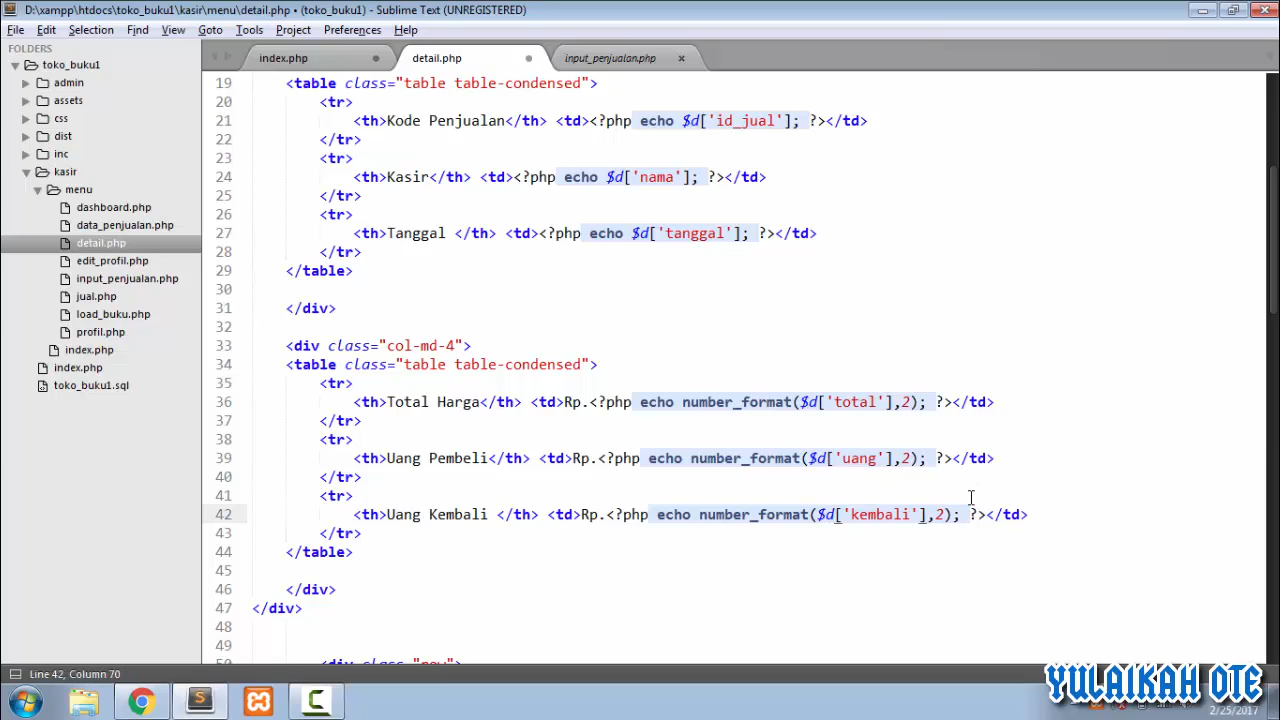 D:\xampp\htdocs\toko_buku1\kasir\menu\detail.php • (toko_buku1) - Sublime Text (UNREGISTERED)
File Edit Selection Find View Goto Tools Project Preferences Help
FOLDERS
toko_buku1
admin
assets
css
dist
inc
kasir
menu
dashboard.php
data_penjualan.php
detail.php
edit_profil.php
input_penjualan.php
jual.php
load_buku.php
profil.php
index.php
index.php
toko_buku1.sql
index.php detail.php input_penjualan.php
19 <table class="table table-condensed">
20 <tr>
21 <th>Kode Penjualan</th> <td><?php echo $d['id_jual']; ?></td>
22 </tr>
23 <tr>
24 <th>Kasir</th> <td><?php echo $d['nama']; ?></td>
25 </tr>
26 <tr>
27 <th>Tanggal </th> <td><?php echo $d['tanggal']; ?></td>
28 </tr>
29 </table>
30
31 </div>
32
33 <div class="col-md-4">
34 <table class="table table-condensed">
35 <tr>
36 <th>Total Harga</th> <td>Rp.<?php echo number_format($d['total'],2); ?></td>
37 </tr>
38 <tr>
39 <th>Uang Pembeli</th> <td>Rp.<?php echo number_format($d['uang'],2); ?></td>
40 </tr>
41 <tr>
42 <th>Uang Kembali </th> <td>Rp.<?php echo number_format($d['kembali'],2); ?></td>
43 </tr>
44 </table>
45
46 </div>
47 </div>
48
49
50 <div class="row">
Line 42, Column 70
YULAIKAH OTE
2/25/2017